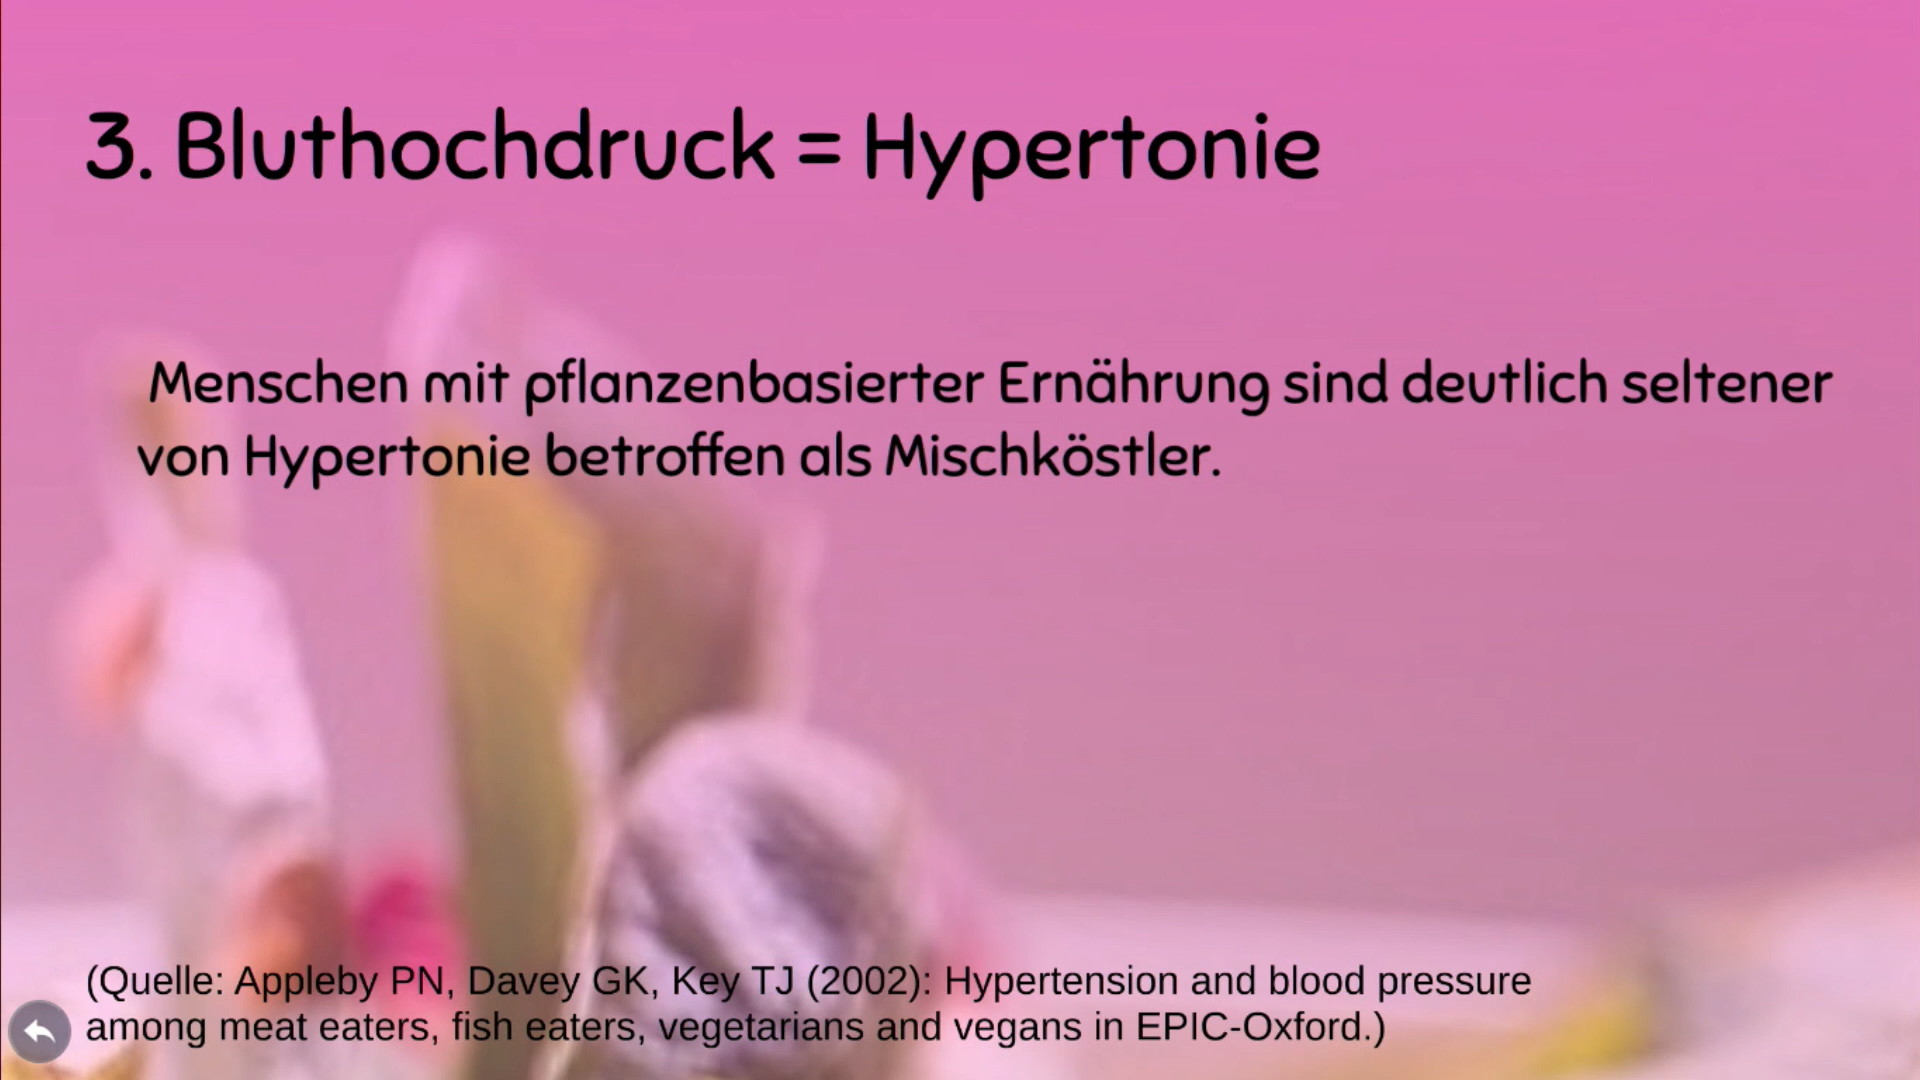 3. Bluthochdruck = Hypertonie
Menschen mit pflanzenbasierter Ernährung sind deutlich seltener
von Hypertonie betroffen als Mischköstler.
(Quelle: Appleby PN, Davey GK, Key TJ (2002): Hypertension and blood pressure
among meat eaters, fish eaters, vegetarians and vegans in EPIC-Oxford.)